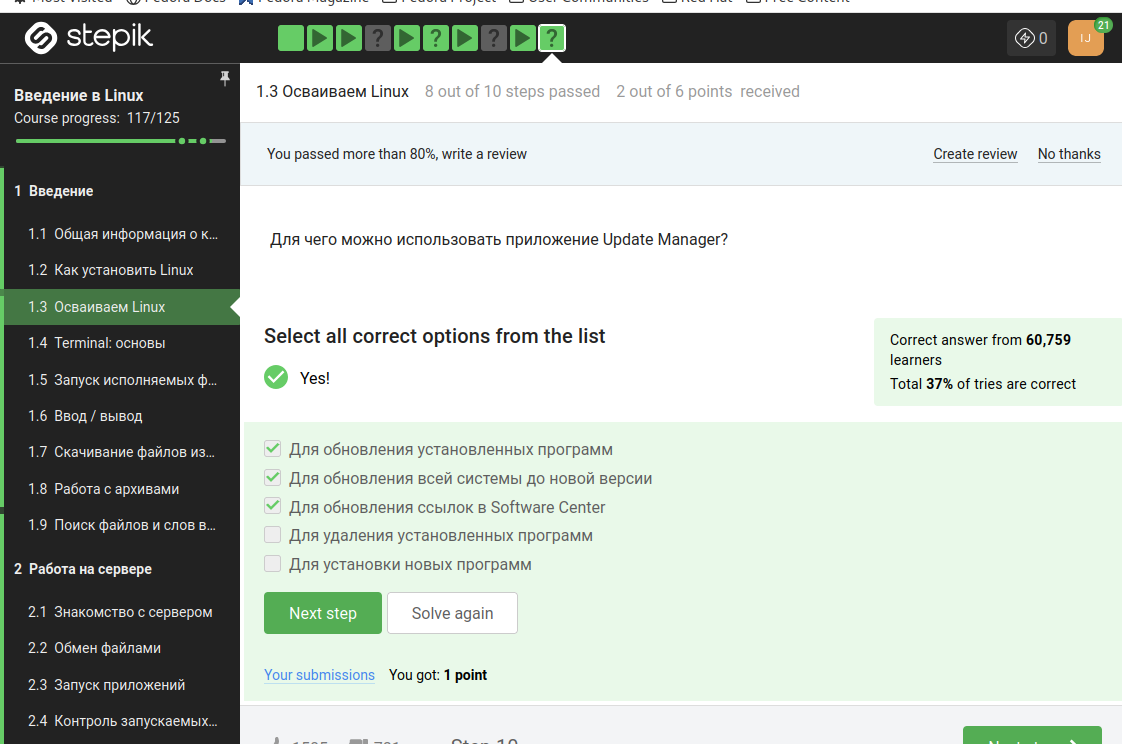 Most Visited Fedora Docs Fedora Magazine Fedora Project User Communities Red Hat Free Content
stepik
? ? ? ?
0
IJ
21
Введение в Linux
Course progress: 117/125
1 Введение
1.1 Общая информация о к...
1.2 Как установить Linux
1.3 Осваиваем Linux
1.4 Terminal: основы
1.5 Запуск исполняемых ф...
1.6 Ввод / вывод
1.7 Скачивание файлов из...
1.8 Работа с архивами
1.9 Поиск файлов и слов в...
2 Работа на сервере
2.1 Знакомство с сервером
2.2 Обмен файлами
2.3 Запуск приложений
2.4 Контроль запускаемых...
1.3 Осваиваем Linux 8 out of 10 steps passed 2 out of 6 points received
You passed more than 80%, write a review
Create review No thanks
Для чего можно использовать приложение Update Manager?
Select all correct options from the list
Yes!
Correct answer from 60,759
learners
Total 37% of tries are correct
Для обновления установленных программ
Для обновления всей системы до новой версии
Для обновления ссылок в Software Center
Для удаления установленных программ
Для установки новых программ
Next step Solve again
Your submissions You got: 1 point
Step 10